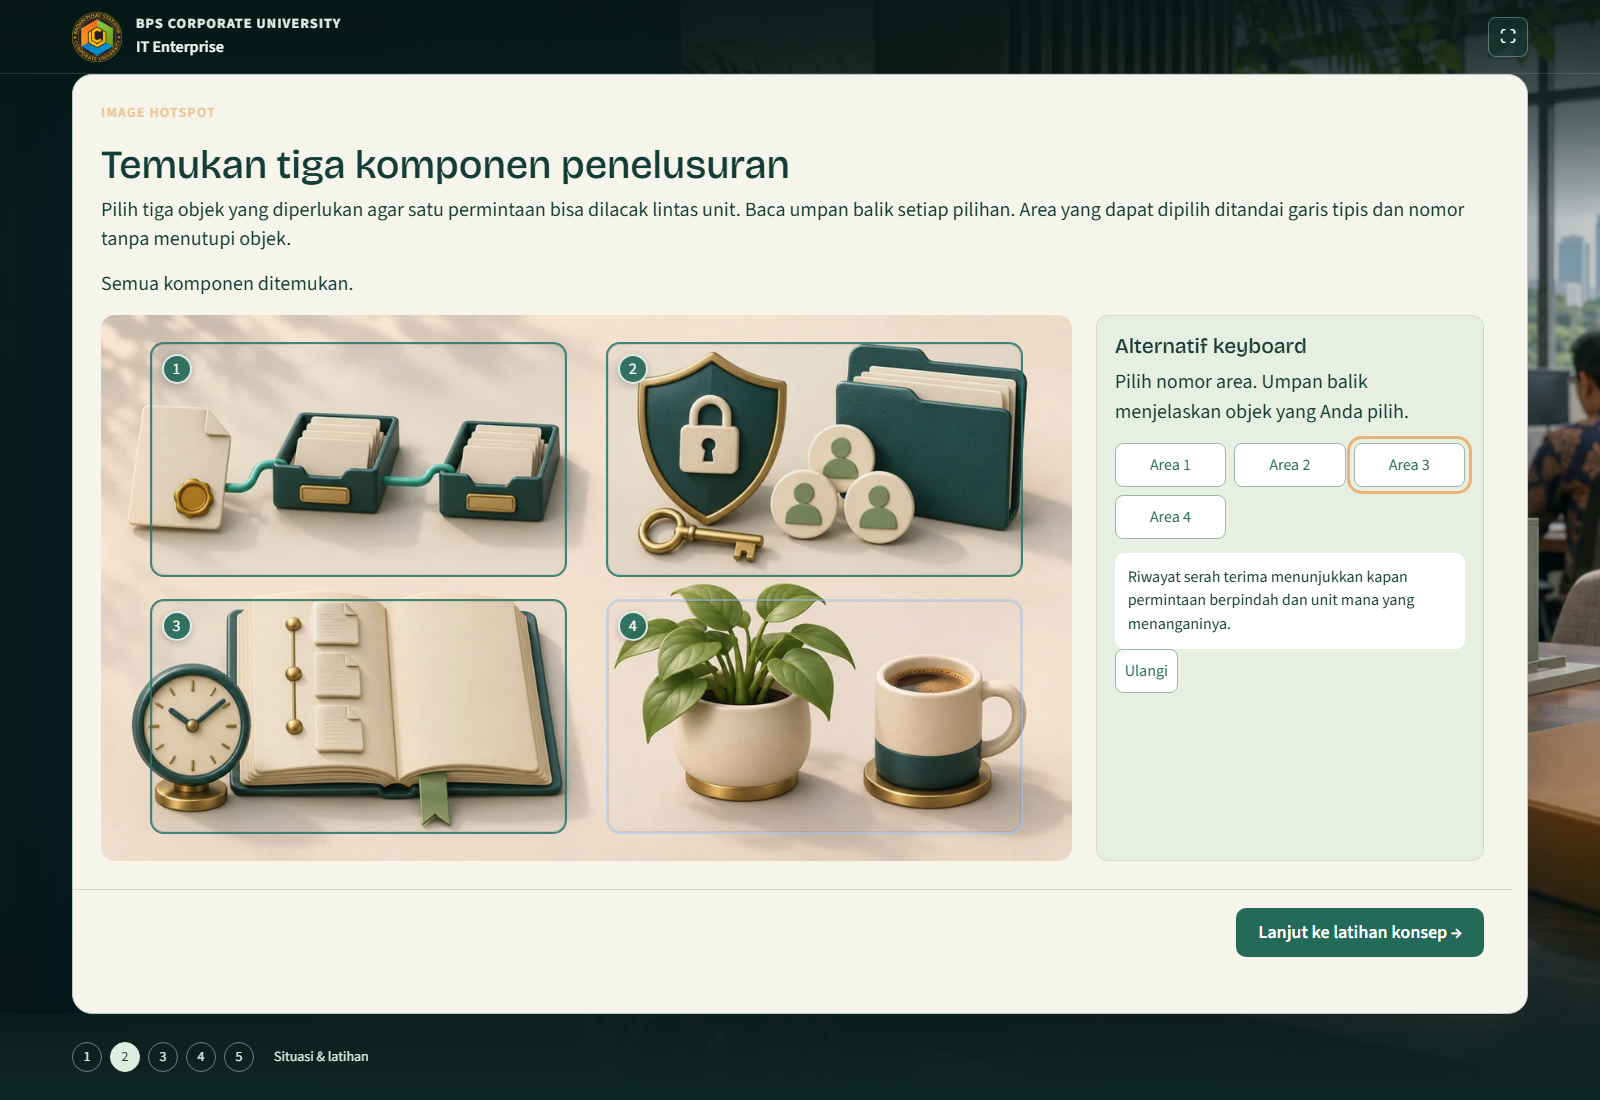 BPS CORPORATE UNIVERSITY
IT Enterprise
IMAGE HOTSPOT
Temukan tiga komponen penelusuran
Pilih tiga objek yang diperlukan agar satu permintaan bisa dilacak lintas unit. Baca umpan balik setiap pilihan. Area yang dapat dipilih ditandai garis tipis dan nomor
tanpa menutupi objek.
Semua komponen ditemukan.
1
2
3
4
Alternatif keyboard
Pilih nomor area. Umpan balik
menjelaskan objek yang Anda pilih.
Area 1
Area 2
Area 3
Area 4
Riwayat serah terima menunjukkan kapan
permintaan berpindah dan unit mana yang
menanganinya.
Ulangi
Lanjut ke latihan konsep →
1 2 3 4 5 Situasi & latihan